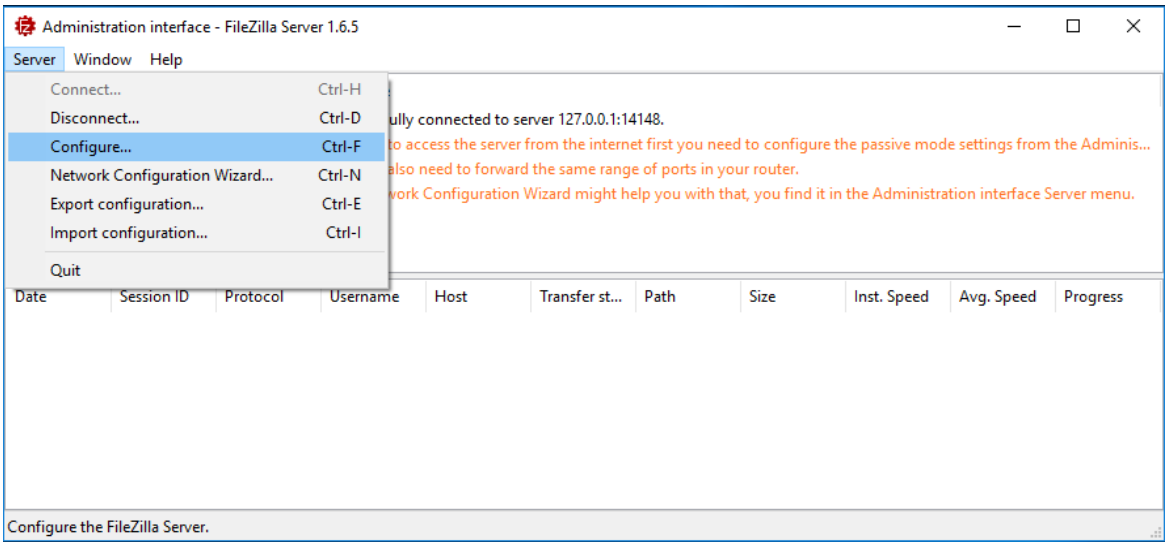 Administration interface - FileZilla Server 1.6.5
Server Window Help
Connect... Ctrl-H
Disconnect... Ctrl-D
Configure... Ctrl-F
Network Configuration Wizard... Ctrl-N
Export configuration... Ctrl-E
Import configuration... Ctrl-I
Quit
ully connected to server 127.0.0.1:14148.
to access the server from the internet first you need to configure the passive mode settings from the Adminis...
also need to forward the same range of ports in your router.
work Configuration Wizard might help you with that, you find it in the Administration interface Server menu.
Date Session ID Protocol Username Host Transfer st... Path Size Inst. Speed Avg. Speed Progress
Configure the FileZilla Server.